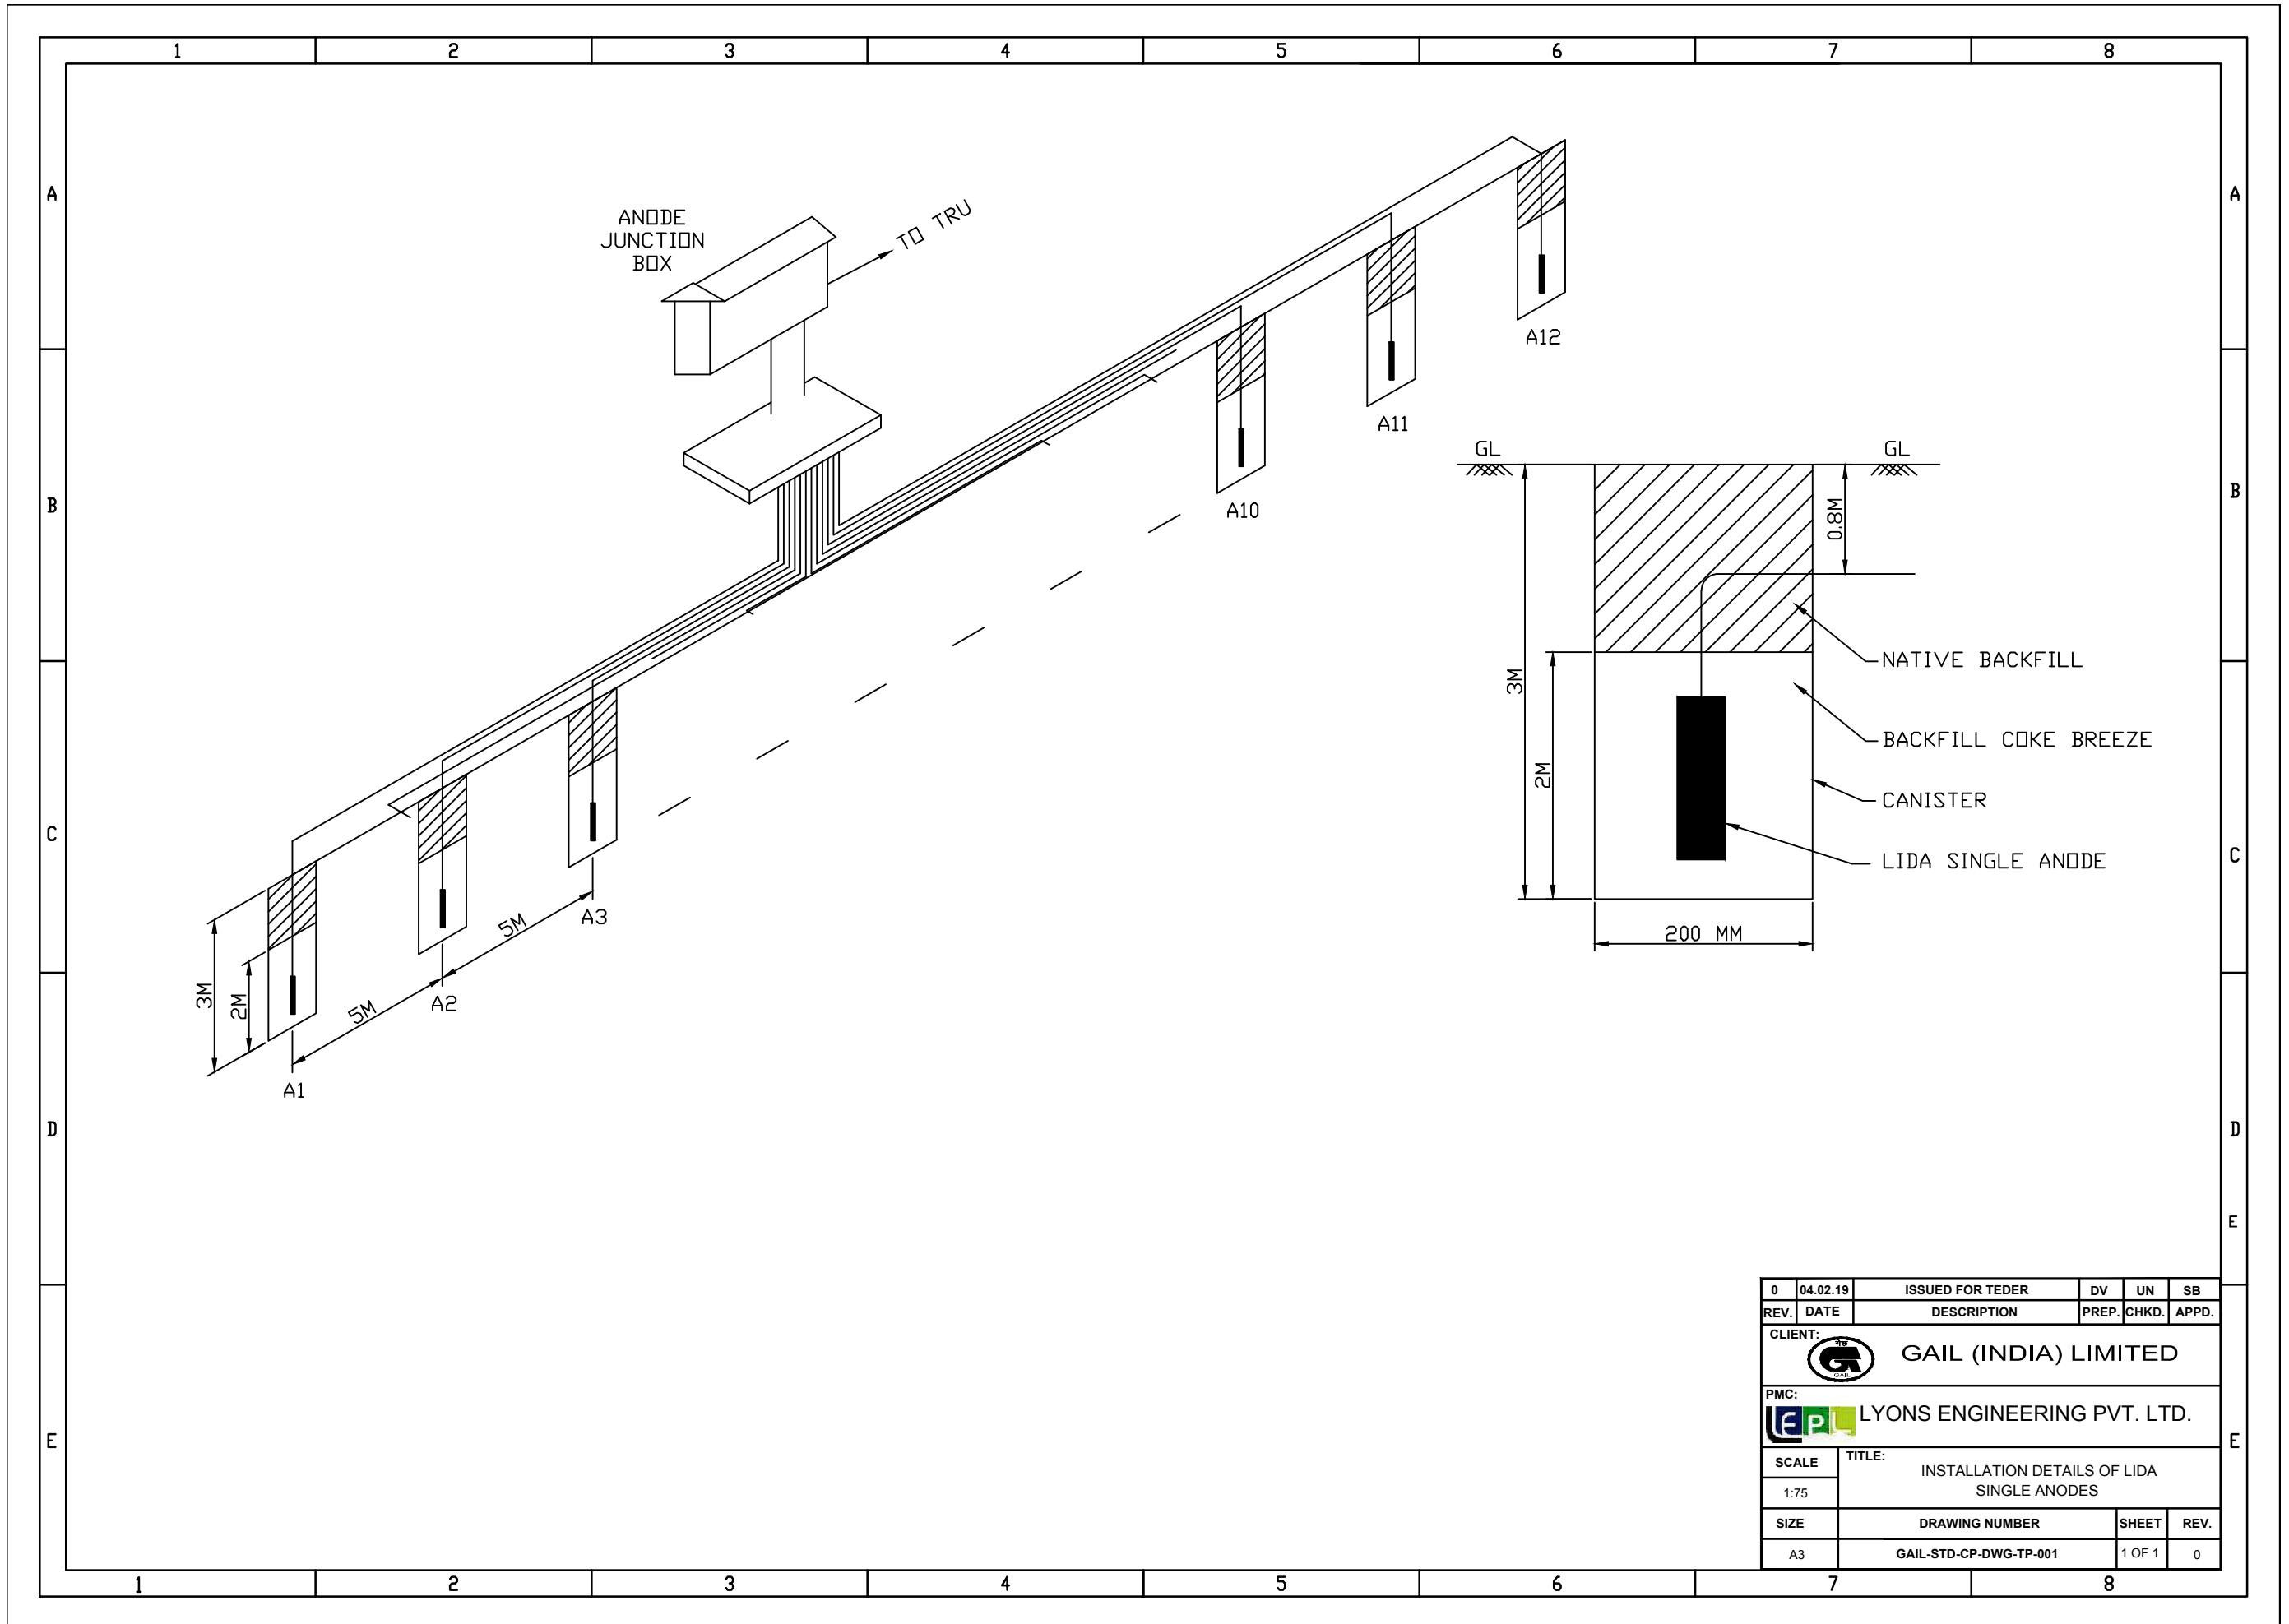 1 2 3 4 5 6 7 8
A A
B B
C C
D D
E
E E
1 2 3 4 5 6 7 8
ANODE
JUNCTION
BOX
TO TRU
A12
A11
A10
A3
A2
A1
5M
5M
3M
2M
GL GL
0.8M
3M
2M
200 MM
NATIVE BACKFILL
BACKFILL COKE BREEZE
CANISTER
LIDA SINGLE ANODE
0 04.02.19 ISSUED FOR TEDER DV UN SB
REV. DATE DESCRIPTION PREP. CHKD. APPD.
CLIENT:
गेल
GAIL
GAIL (INDIA) LIMITED
PMC:
LEPL
LYONS ENGINEERING PVT. LTD.
SCALE
1:75
TITLE:
INSTALLATION DETAILS OF LIDA
SINGLE ANODES
SIZE DRAWING NUMBER SHEET REV.
A3 GAIL-STD-CP-DWG-TP-001 1 OF 1 0